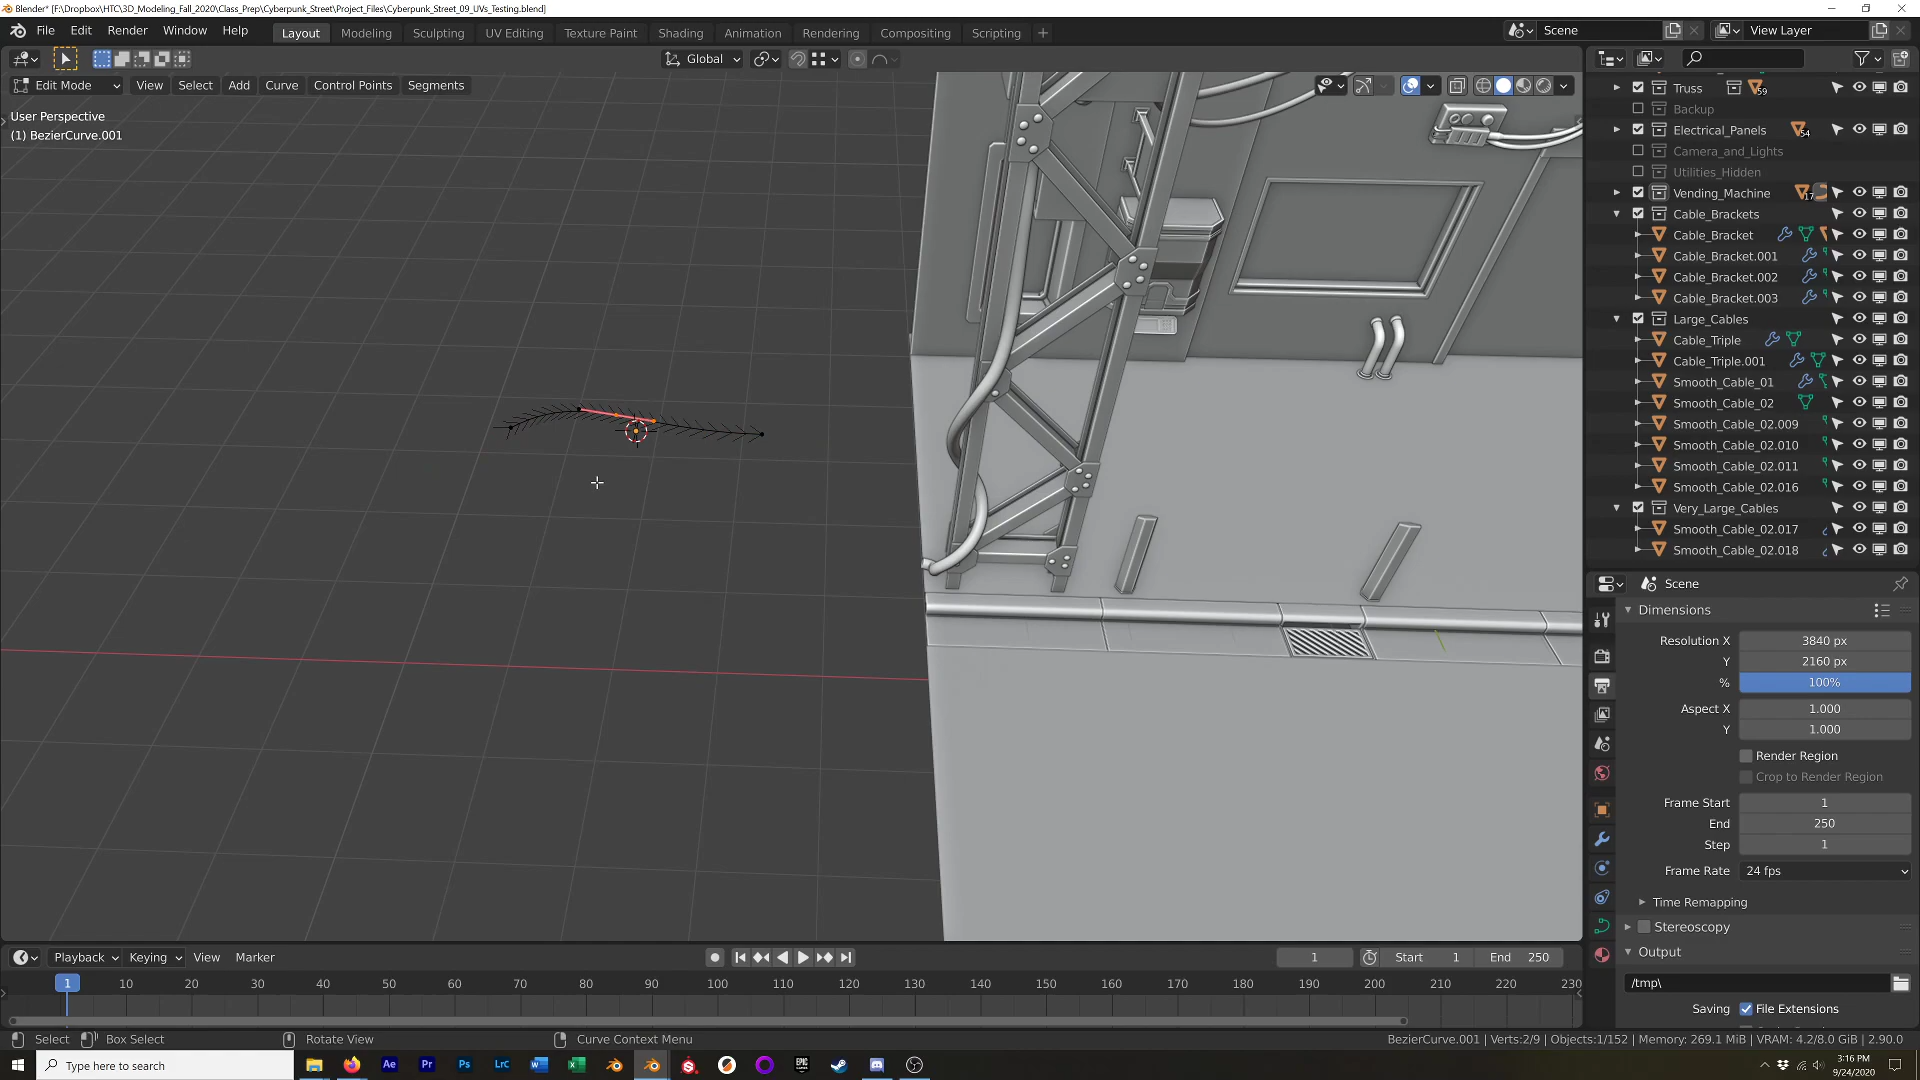 Blender* [F:\Dropbox\HTC\3D_Modeling_Fall_2020\Class_Prep\Cyberpunk_Street\Project_Files\Cyberpunk_Street_09_UVs_Testing.blend]
File Edit Render Window Help Layout Modeling Sculpting UV Editing Texture Paint Shading Animation Rendering Compositing Scripting + Scene View Layer
Global
Edit Mode View Select Add Curve Control Points Segments
User Perspective
(1) BezierCurve.001
Truss 59
Backup
Electrical_Panels 54
Camera_and_Lights
Utilities_Hidden
Vending_Machine 17
Cable_Brackets
Cable_Bracket
Cable_Bracket.001
Cable_Bracket.002
Cable_Bracket.003
Large_Cables
Cable_Triple
Cable_Triple.001
Smooth_Cable_01
Smooth_Cable_02
Smooth_Cable_02.009
Smooth_Cable_02.010
Smooth_Cable_02.011
Smooth_Cable_02.016
Very_Large_Cables
Smooth_Cable_02.017
Smooth_Cable_02.018
Scene
Dimensions
Resolution X 3840 px
Y 2160 px
% 100%
Aspect X 1.000
Y 1.000
Render Region
Crop to Render Region
Frame Start 1
End 250
Step 1
Frame Rate 24 fps
Time Remapping
Stereoscopy
Output
/tmp\
Saving File Extensions
Playback Keying View Marker 1 Start 1 End 250
1 10 20 30 40 50 60 70 80 90 100 110 120 130 140 150 160 170 180 190 200 210 220 230
Select Box Select Rotate View Curve Context Menu BezierCurve.001 | Verts:2/9 | Objects:1/152 | Memory: 269.1 MiB | VRAM: 4.2/8.0 GiB | 2.90.0
Type here to search Ae Pr Ps Lrc 3:16 PM
9/24/2020